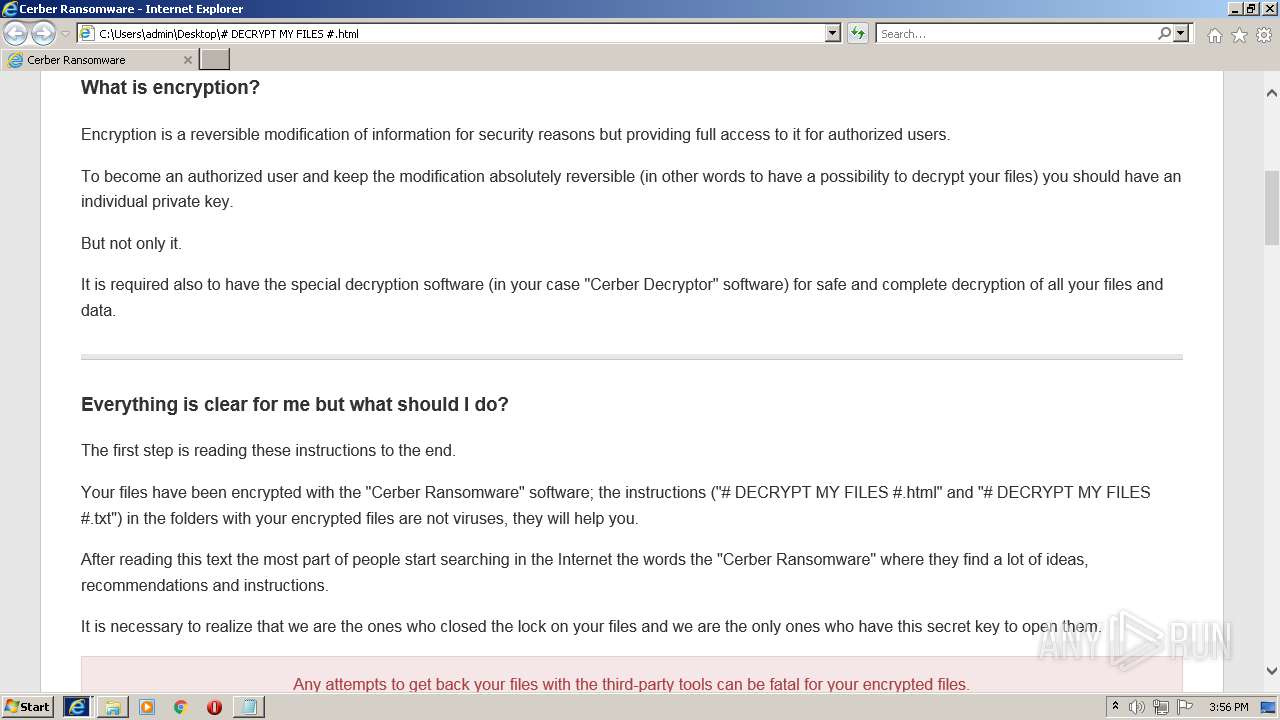 Cerber Ransomware - Internet Explorer
C:\Users\admin\Desktop\# DECRYPT MY FILES #.html
Search...
Cerber Ransomware
What is encryption?
Encryption is a reversible modification of information for security reasons but providing full access to it for authorized users.
To become an authorized user and keep the modification absolutely reversible (in other words to have a possibility to decrypt your files) you should have an
individual private key.
But not only it.
It is required also to have the special decryption software (in your case "Cerber Decryptor" software) for safe and complete decryption of all your files and
data.
Everything is clear for me but what should I do?
The first step is reading these instructions to the end.
Your files have been encrypted with the "Cerber Ransomware" software; the instructions ("# DECRYPT MY FILES #.html" and "# DECRYPT MY FILES
#.txt") in the folders with your encrypted files are not viruses, they will help you.
After reading this text the most part of people start searching in the Internet the words the "Cerber Ransomware" where they find a lot of ideas,
recommendations and instructions.
It is necessary to realize that we are the ones who closed the lock on your files and we are the only ones who have this secret key to open them.
ANY RUN
Any attempts to get back your files with the third-party tools can be fatal for your encrypted files.
Start
3:56 PM